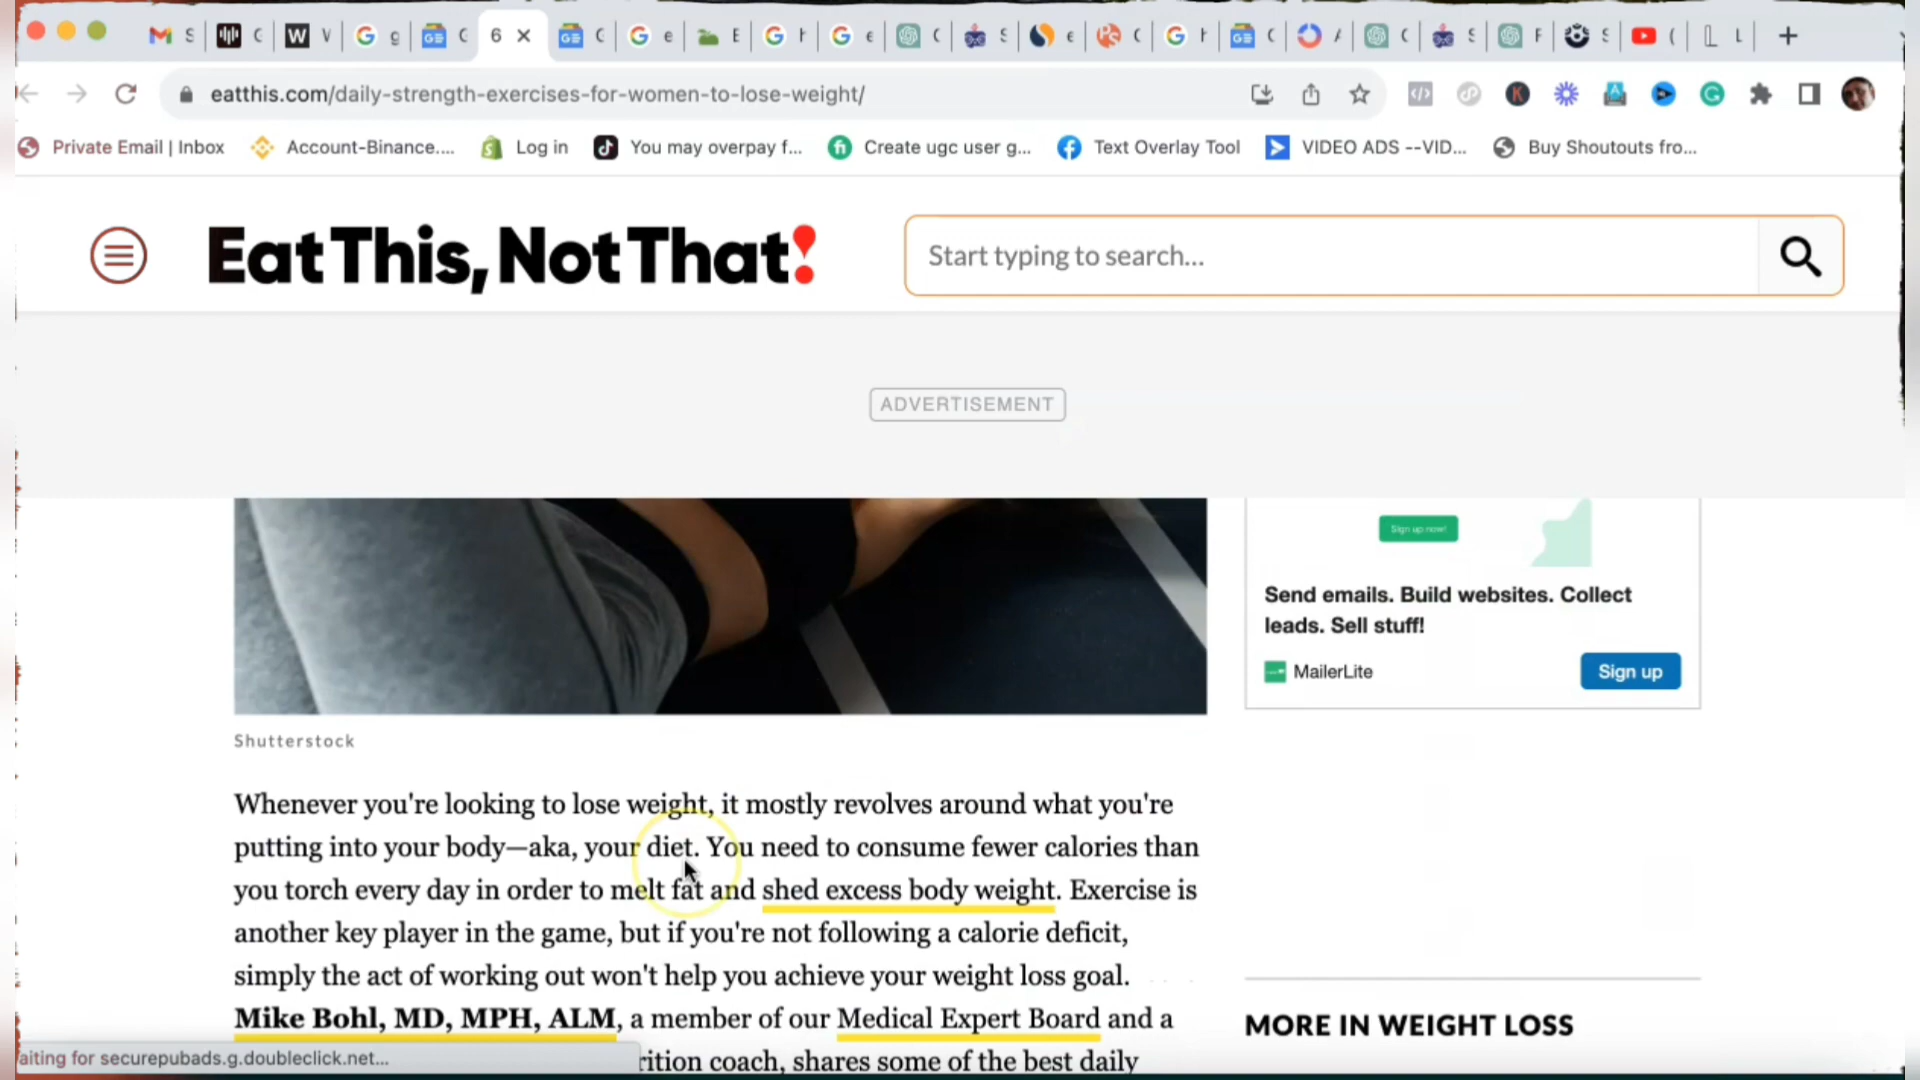 S
C
W
V
g
C
6
C
e
E
H
e
C
S
e
C
H
C
A
C
S
F
S
(
L
eatthis.com/daily-strength-exercises-for-women-to-lose-weight/
Private Email | Inbox
Account-Binance....
Log in
You may overpay f...
Create ugc user g...
Text Overlay Tool
VIDEO ADS --VID...
Buy Shoutouts fro...
Eat This, Not That!
Start typing to search...
ADVERTISEMENT
Sign up now!
Send emails. Build websites. Collect
leads. Sell stuff!
MailerLite
Sign up
Shutterstock
Whenever you're looking to lose weight, it mostly revolves around what you're
putting into your body—aka, your diet. You need to consume fewer calories than
you torch every day in order to melt fat and shed excess body weight. Exercise is
another key player in the game, but if you're not following a calorie deficit,
simply the act of working out won't help you achieve your weight loss goal.
Mike Bohl, MD, MPH, ALM, a member of our Medical Expert Board and a
rition coach, shares some of the best daily
MORE IN WEIGHT LOSS
aiting for securepubads.g.doubleclick.net...